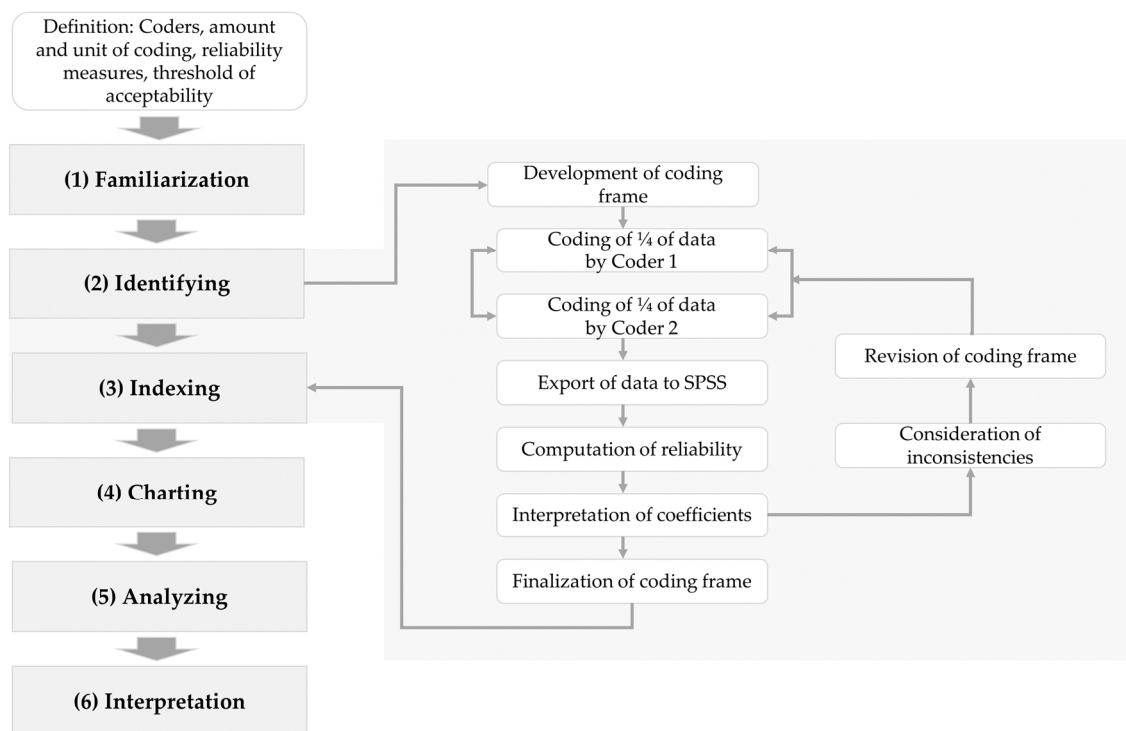 Definition: Coders, amount
and unit of coding, reliability
measures, threshold of
acceptability
(1) Familiarization
(2) Identifying
(3) Indexing
(4) Charting
(5) Analyzing
(6) Interpretation
Development of coding
frame
Coding of ¼ of data
by Coder 1
Coding of ¼ of data
by Coder 2
Export of data to SPSS
Computation of reliability
Interpretation of coefficients
Finalization of coding frame
Revision of coding frame
Consideration of
inconsistencies